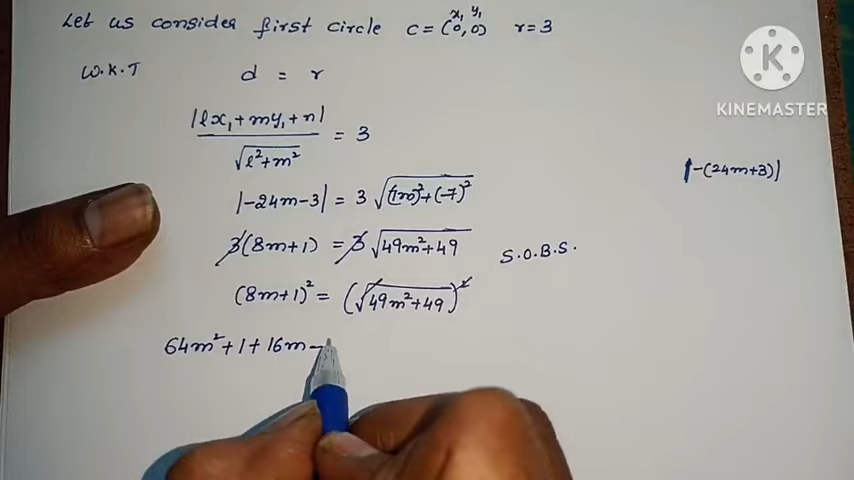 Let us consider first circle C = (0, 0) r = 3
x₁ y₁
W.K.T d = r
|lx₁ + my₁ + n| / √(l² + m²) = 3
|-24m - 3| = 3 √((7m)² + (-7)²)
|-(24m+3)|
3(8m+1) = 3 √(49m² + 49)
S.O.B.S.
(8m+1)² = (√(49m² + 49))²
64m² + 1 + 16m -
K
KINEMASTER